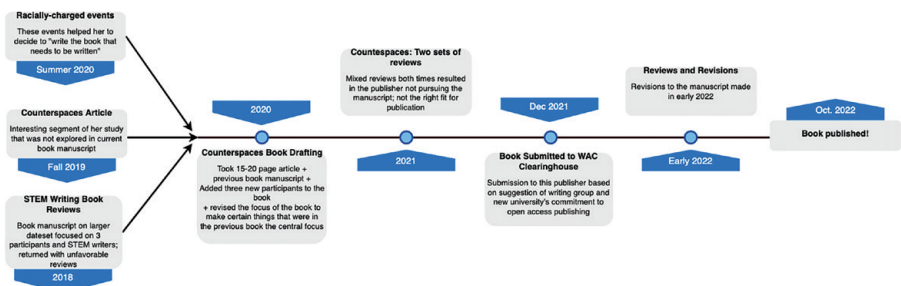 Racially-charged events
These events helped her to
decide to "write the book that
needs to be written"
Summer 2020
Counterspaces Article
Interesting segment of her study
that was not explored in current
book manuscript
Fall 2019
STEM Writing Book
Reviews
Book manuscript on larger
dateset focused on 3
participants and STEM writers;
returned with unfavorable
reviews
2018
2020
Counterspaces Book Drafting
Took 15-20 page article +
previous book manuscript +
Added three new participants to the
book
+ revised the focus of the book to
make certain things that were in
the previous book the central focus
Countespaces: Two sets of
reviews
Mixed reviews both times resulted
in the publisher not pursuing the
manuscript; not the right fit for
publication
2021
Dec 2021
Book Submitted to WAC
Clearinghouse
Submission to this publisher based
on suggestion of writing group and
new university's commitment to
open access publishing
Reviews and Revisions
Revisions to the manuscript made
in early 2022
Early 2022
Oct. 2022
Book published!